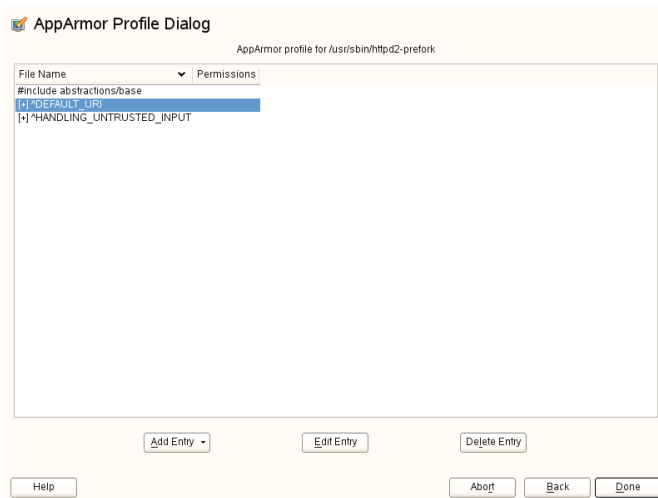 AppArmor Profile Dialog
AppArmor profile for /usr/sbin/httpd2-prefork
File Name Permissions
#include abstractions/base
[+] ^DEFAULT_URI
[+] ^HANDLING_UNTRUSTED_INPUT
Add Entry Edit Entry Delete Entry
Help Abort Back Done